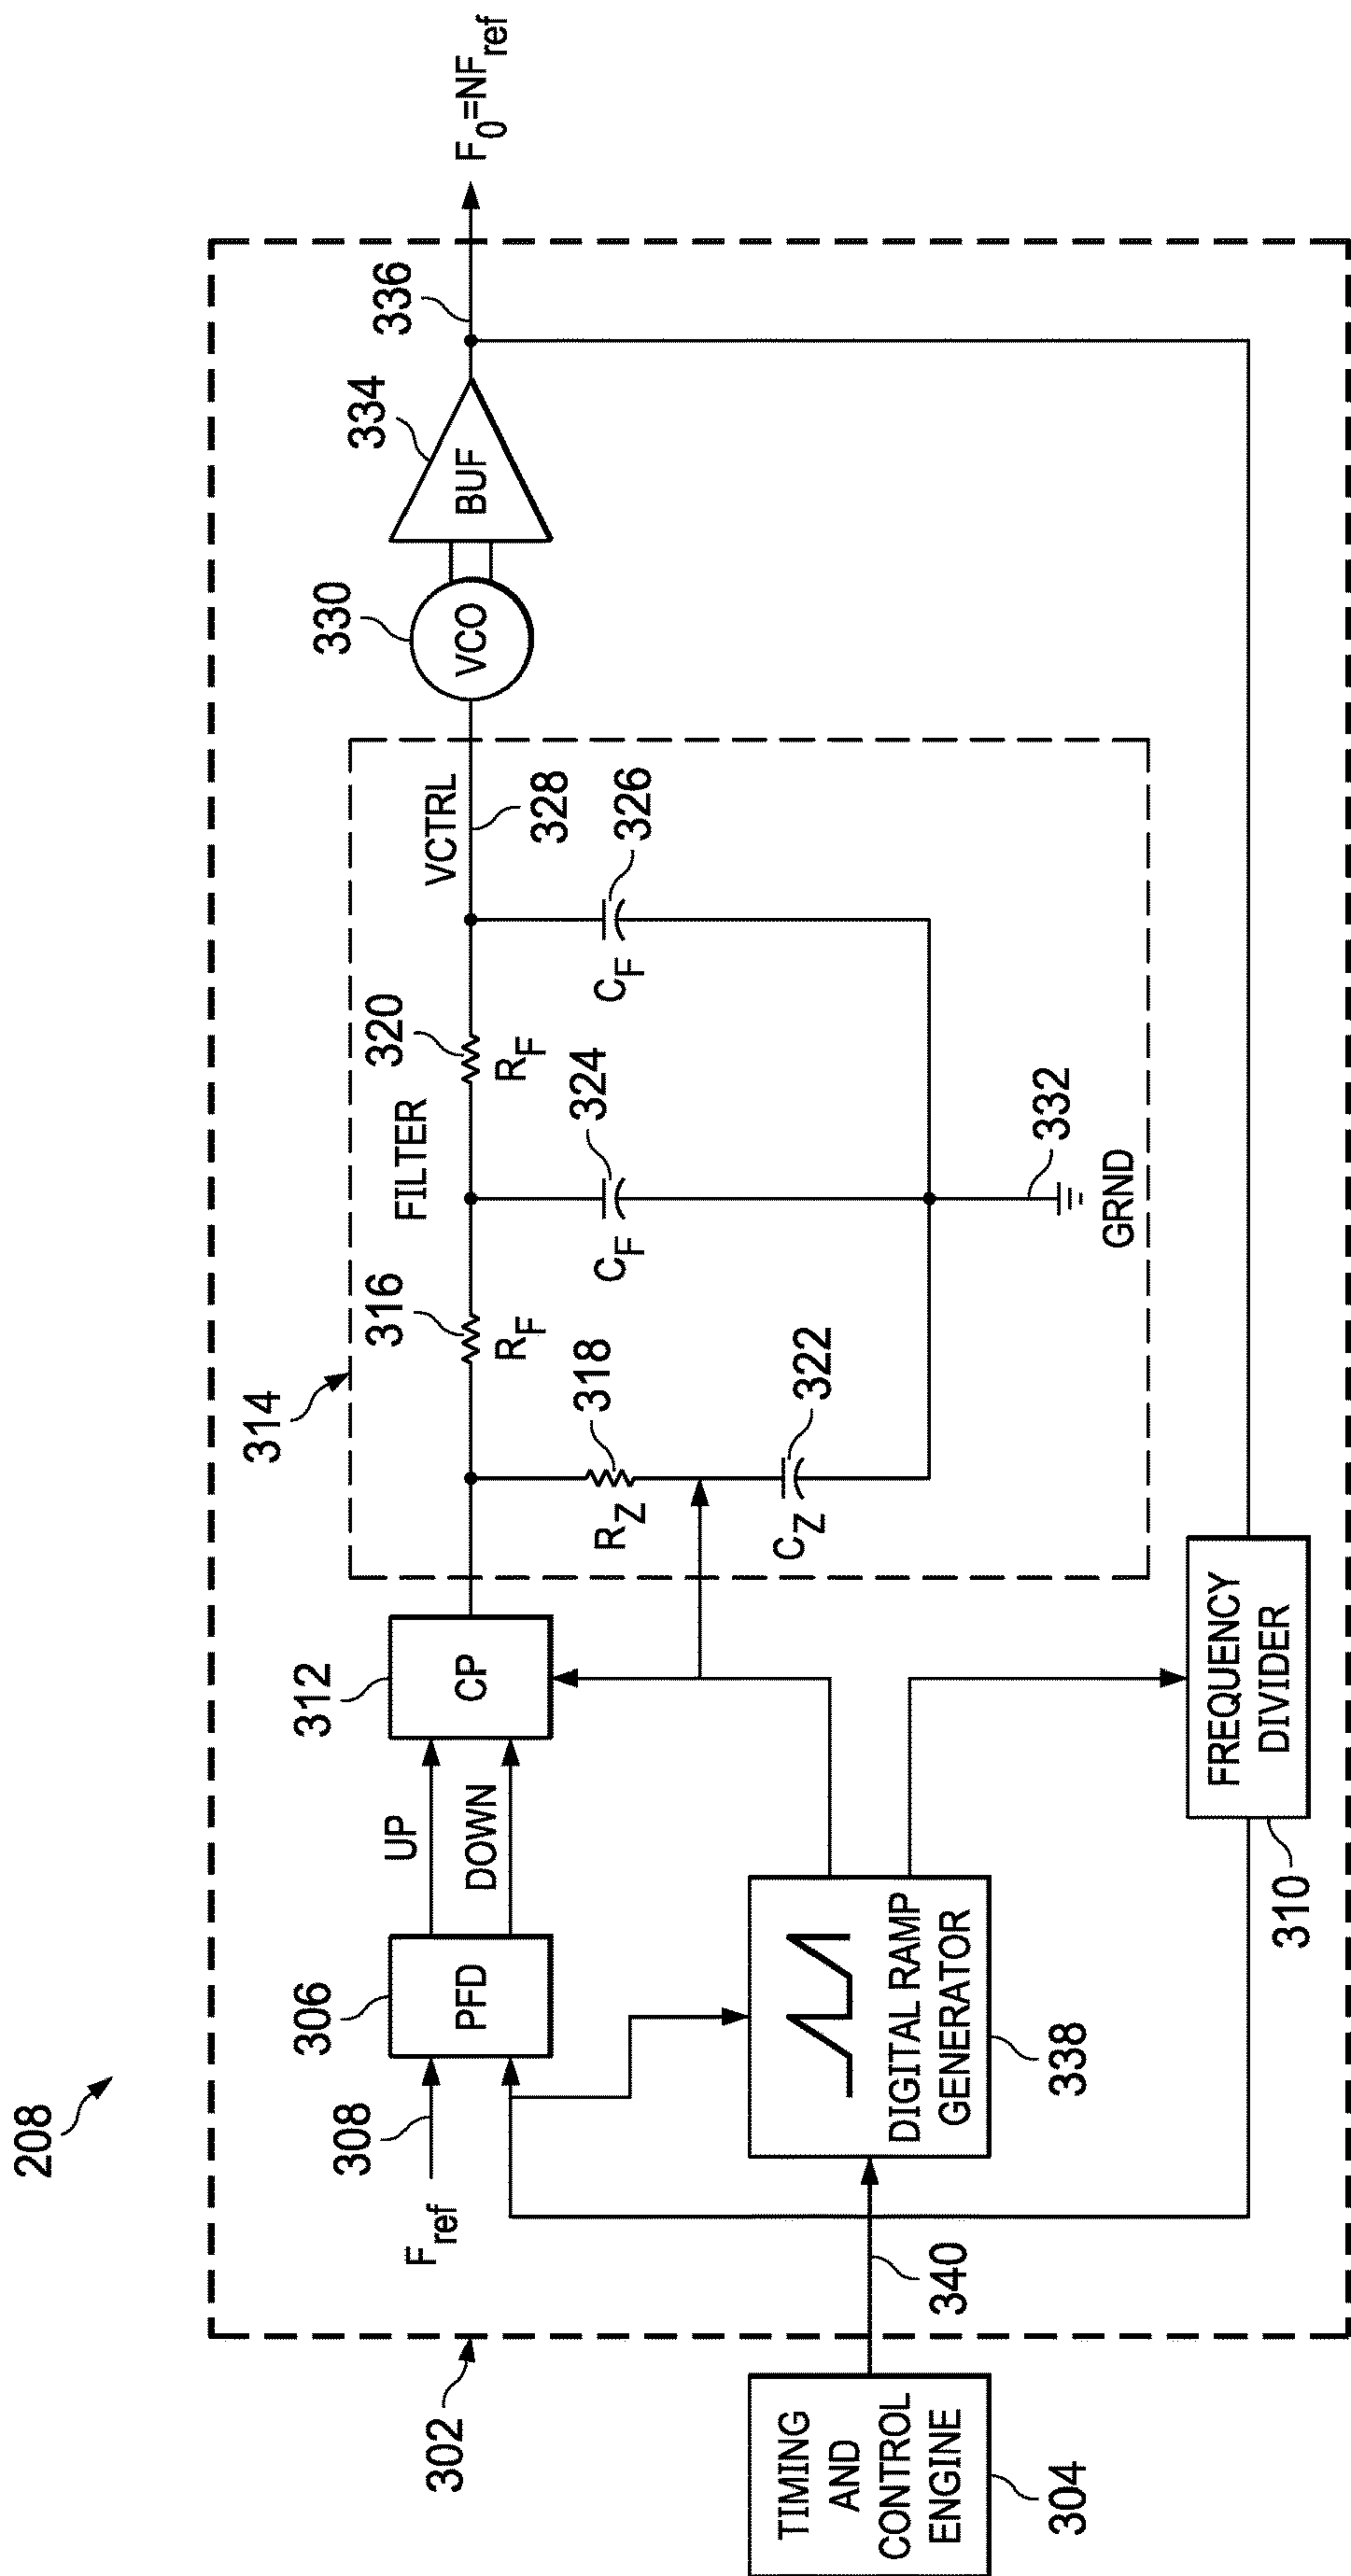 208
302
314
F_ref
308
306
PFD
UP
DOWN
312
CP
316
R_F
FILTER
320
R_F
VCTRL
328
330
VCO
334
BUF
336
F_0=NF_ref
R_Z
318
C_Z
322
C_F
324
C_F
326
332
GRND
TIMING
AND
CONTROL
ENGINE
304
340
DIGITAL RAMP
GENERATOR
338
FREQUENCY
DIVIDER
310